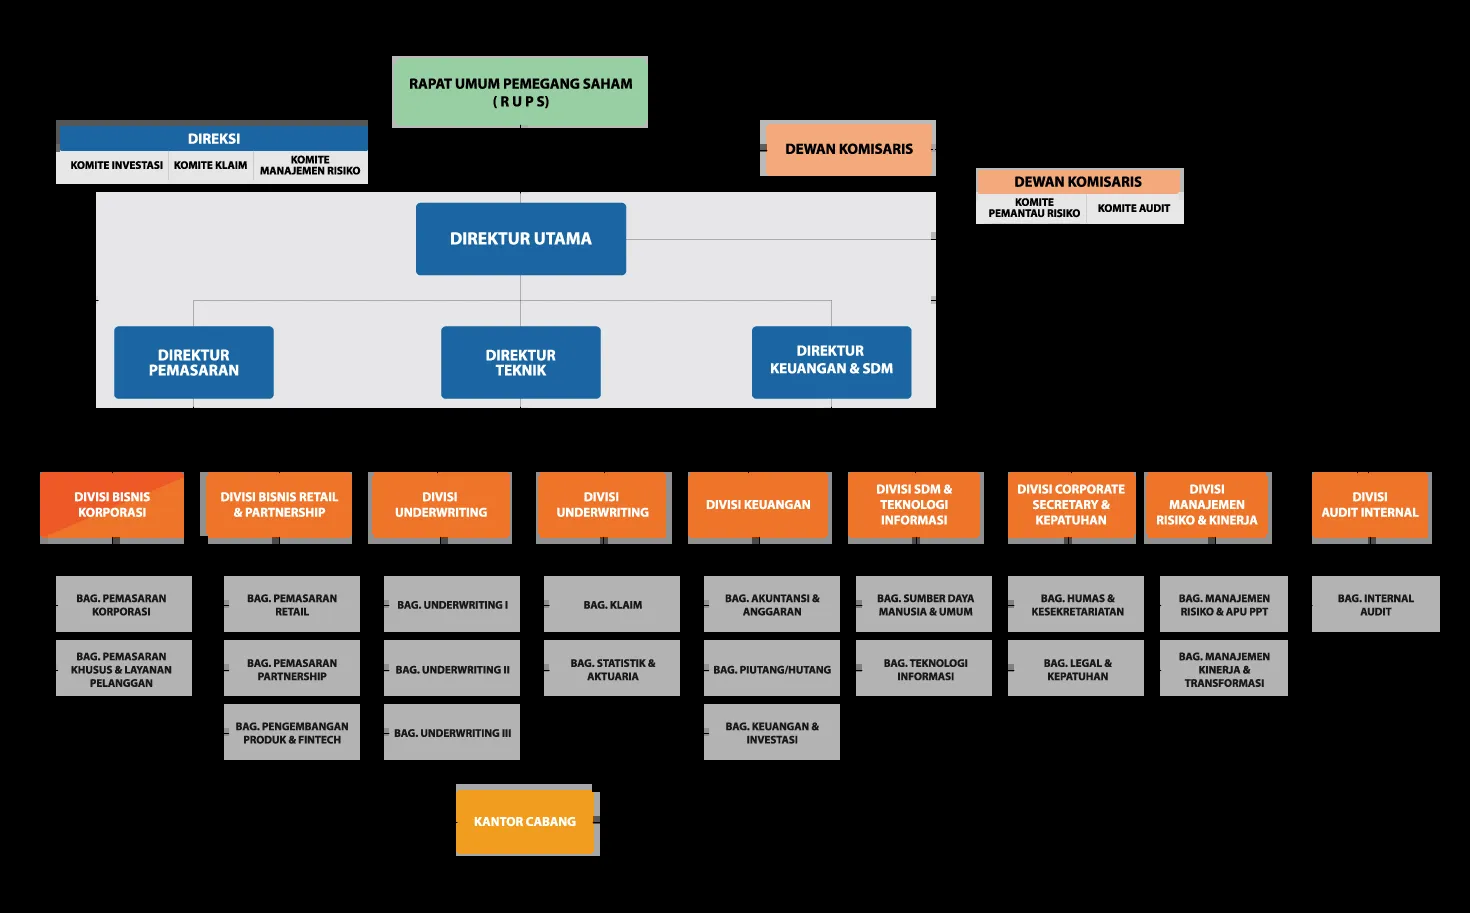 RAPAT UMUM PEMEGANG SAHAM
( R U P S)
DIREKSI
KOMITE INVESTASI
KOMITE KLAIM
KOMITE
MANAJEMEN RISIKO
DEWAN KOMISARIS
DEWAN KOMISARIS
KOMITE
PEMANTAU RISIKO
KOMITE AUDIT
DIREKTUR UTAMA
DIREKTUR
PEMASARAN
DIREKTUR
TEKNIK
DIREKTUR
KEUANGAN & SDM
DIVISI BISNIS
KORPORASI
DIVISI BISNIS RETAIL
& PARTNERSHIP
DIVISI
UNDERWRITING
DIVISI
UNDERWRITING
DIVISI KEUANGAN
DIVISI SDM &
TEKNOLOGI
INFORMASI
DIVISI CORPORATE
SECRETARY &
KEPATUHAN
DIVISI
MANAJEMEN
RISIKO & KINERJA
DIVISI
AUDIT INTERNAL
BAG. PEMASARAN
KORPORASI
BAG. PEMASARAN
RETAIL
BAG. UNDERWRITING I
BAG. KLAIM
BAG. AKUNTANSI &
ANGGARAN
BAG. SUMBER DAYA
MANUSIA & UMUM
BAG. HUMAS &
KESEKRETARIATAN
BAG. MANAJEMEN
RISIKO & APU PPT
BAG. INTERNAL
AUDIT
BAG. PEMASARAN
KHUSUS & LAYANAN
PELANGGAN
BAG. PEMASARAN
PARTNERSHIP
BAG. UNDERWRITING II
BAG. STATISTIK &
AKTUARIA
BAG. PIUTANG/HUTANG
BAG. TEKNOLOGI
INFORMASI
BAG. LEGAL &
KEPATUHAN
BAG. MANAJEMEN
KINERJA &
TRANSFORMASI
BAG. PENGEMBANGAN
PRODUK & FINTECH
BAG. UNDERWRITING III
BAG. KEUANGAN &
INVESTASI
KANTOR CABANG